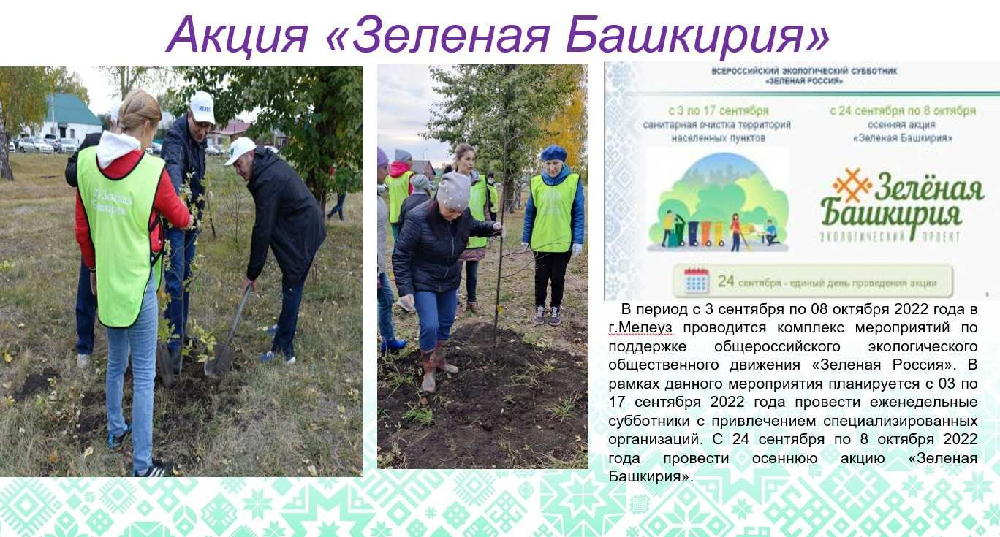 Акция «Зеленая Башкирия»
МЕЛЕУЗ
Зелёная
Башкирия
ВСЕРОССИЙСКИЙ ЭКОЛОГИЧЕСКИЙ СУББОТНИК
«ЗЕЛЁНАЯ РОССИЯ»
с 3 по 17 сентября
санитарная очистка территорий
населенных пунктов
с 24 сентября по 8 октября
осенняя акция
«Зеленая Башкирия»
Зелёная
Башкирия
ЭКОЛОГИЧЕСКИЙ ПРОЕКТ
24 сентября - единый день проведения акции
В период с 3 сентября по 08 октября 2022 года в
г.Мелеуз проводится комплекс мероприятий по
поддержке общероссийского экологического
общественного движения «Зеленая Россия». В
рамках данного мероприятия планируется с 03 по
17 сентября 2022 года провести еженедельные
субботники с привлечением специализированных
организаций. С 24 сентября по 8 октября 2022
года провести осеннюю акцию «Зеленая
Башкирия».